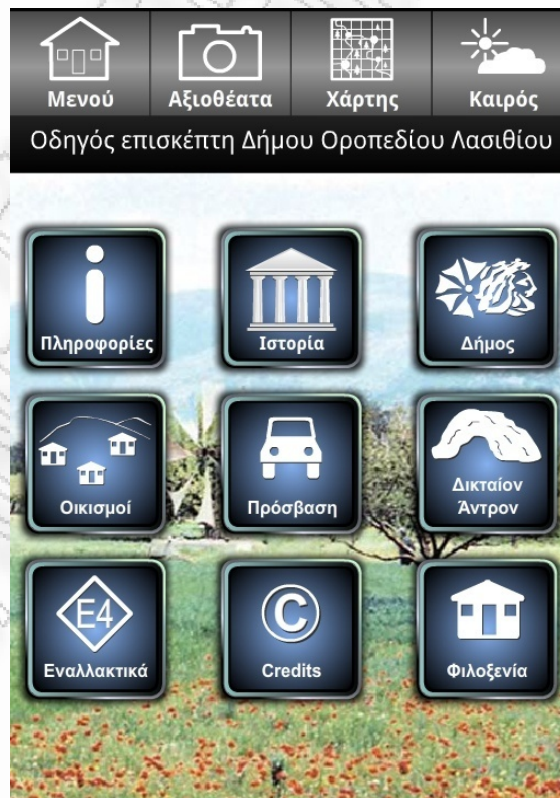 Μενού
Αξιοθέατα
Χάρτης
Καιρός
Οδηγός επισκέπτη Δήμου Οροπεδίου Λασιθίου
Πληροφορίες
Ιστορία
Δήμος
Οικισμοί
Πρόσβαση
Δικταίον
Άντρον
E4
Εναλλακτικά
©
Credits
Φιλοξενία